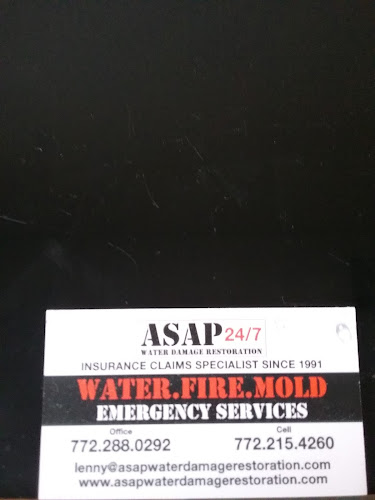 ASAP 24/7
WATER DAMAGE RESTORATION
INSURANCE CLAIMS SPECIALIST SINCE 1991
WATER.FIRE.MOLD
EMERGENCY SERVICES
Office Cell
772.288.0292 772.215.4260
lenny@asapwaterdamagerestoration.com
www.asapwaterdamagerestoration.com